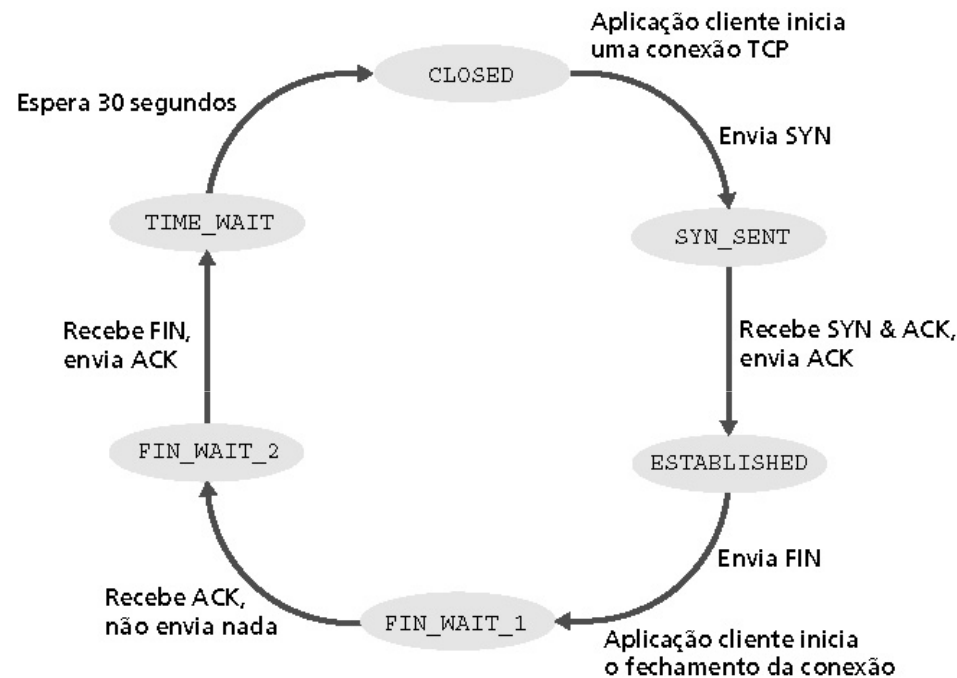 Aplicação cliente inicia
uma conexão TCP
CLOSED
Espera 30 segundos
Envia SYN
TIME_WAIT
SYN_SENT
Recebe FIN,
envia ACK
Recebe SYN & ACK,
envia ACK
FIN_WAIT_2
ESTABLISHED
Envia FIN
Recebe ACK,
não envia nada
FIN_WAIT_1
Aplicação cliente inicia
o fechamento da conexão